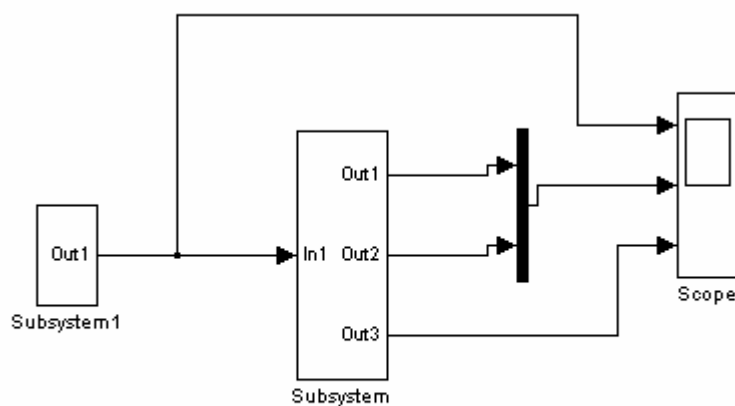 Out1
Subsystem1
In1
Out1
Out2
Out3
Subsystem
Scope